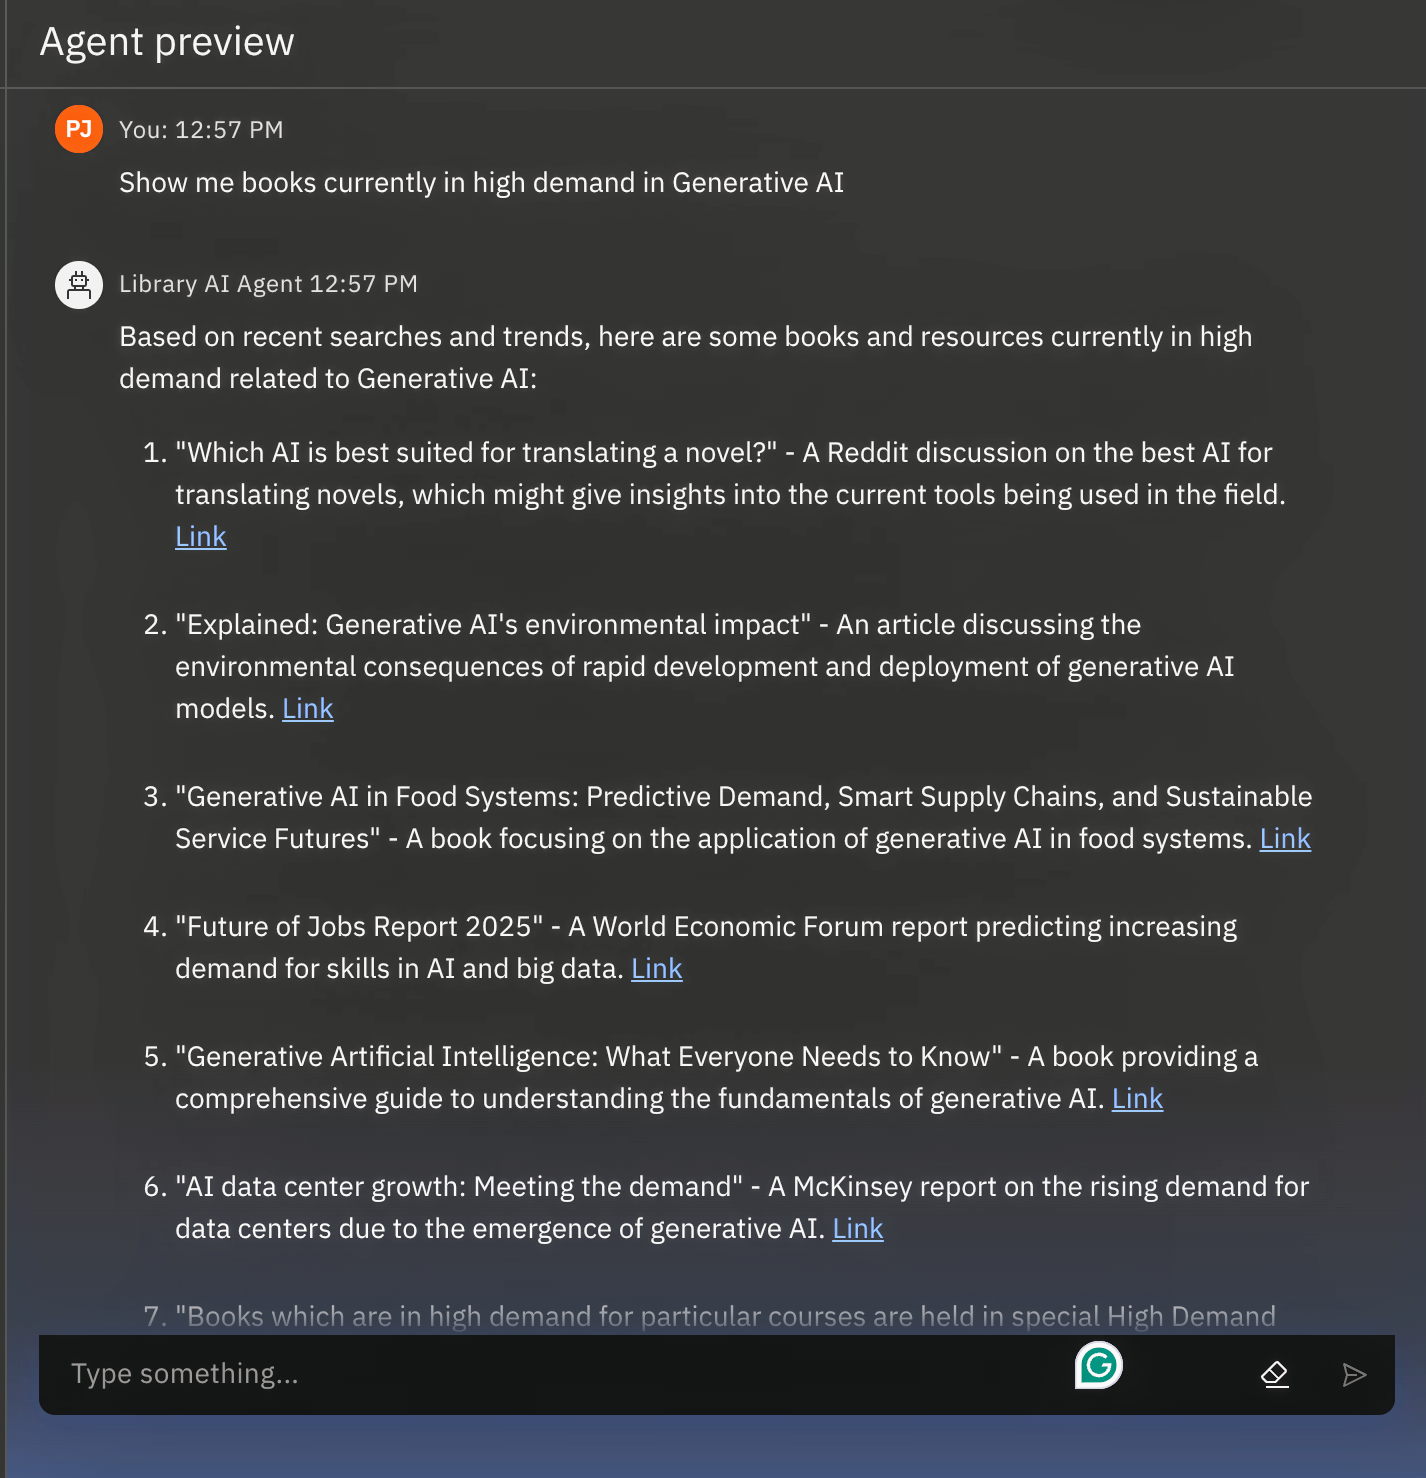 Agent preview
PJ
You: 12:57 PM
Show me books currently in high demand in Generative AI
Library AI Agent 12:57 PM
Based on recent searches and trends, here are some books and resources currently in high
demand related to Generative AI:
1. "Which AI is best suited for translating a novel?" - A Reddit discussion on the best AI for
translating novels, which might give insights into the current tools being used in the field.
Link
2. "Explained: Generative AI's environmental impact" - An article discussing the
environmental consequences of rapid development and deployment of generative AI
models. Link
3. "Generative AI in Food Systems: Predictive Demand, Smart Supply Chains, and Sustainable
Service Futures" - A book focusing on the application of generative AI in food systems. Link
4. "Future of Jobs Report 2025" - A World Economic Forum report predicting increasing
demand for skills in AI and big data. Link
5. "Generative Artificial Intelligence: What Everyone Needs to Know" - A book providing a
comprehensive guide to understanding the fundamentals of generative AI. Link
6. "AI data center growth: Meeting the demand" - A McKinsey report on the rising demand for
data centers due to the emergence of generative AI. Link
7. "Books which are in high demand for particular courses are held in special High Demand
Type something...